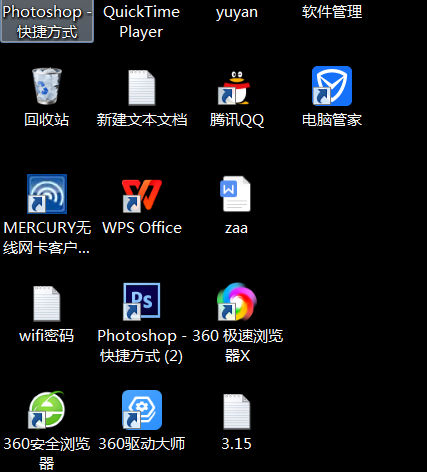 Photoshop -
快捷方式
QuickTime
Player
yuyan
软件管理
回收站
新建文本文档
腾讯QQ
电脑管家
MERCURY无
线网卡客户...
WPS Office
W
zaa
wifi密码
Ps
Photoshop -
快捷方式 (2)
360 极速浏览
器X
360安全浏览
器
360驱动大师
3.15